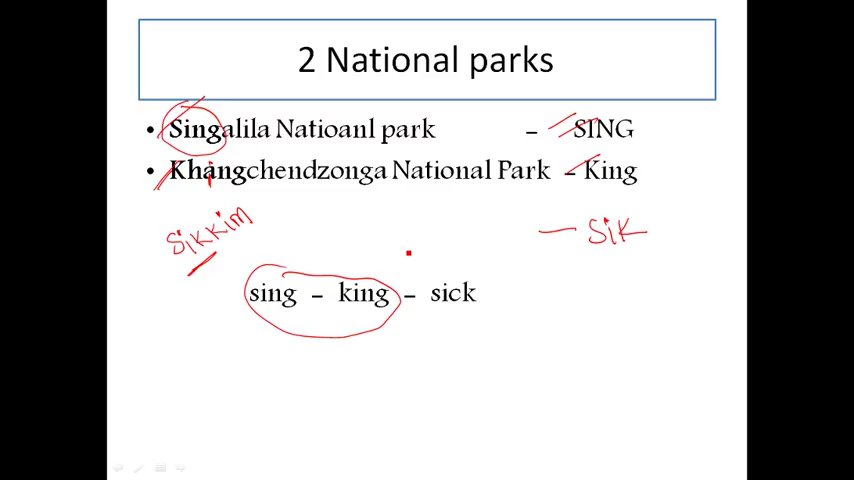 2 National parks
• Singalila Natioanl park – SING
• Khangchendzonga National Park – King
SiKKim — SiK
sing – king – sick